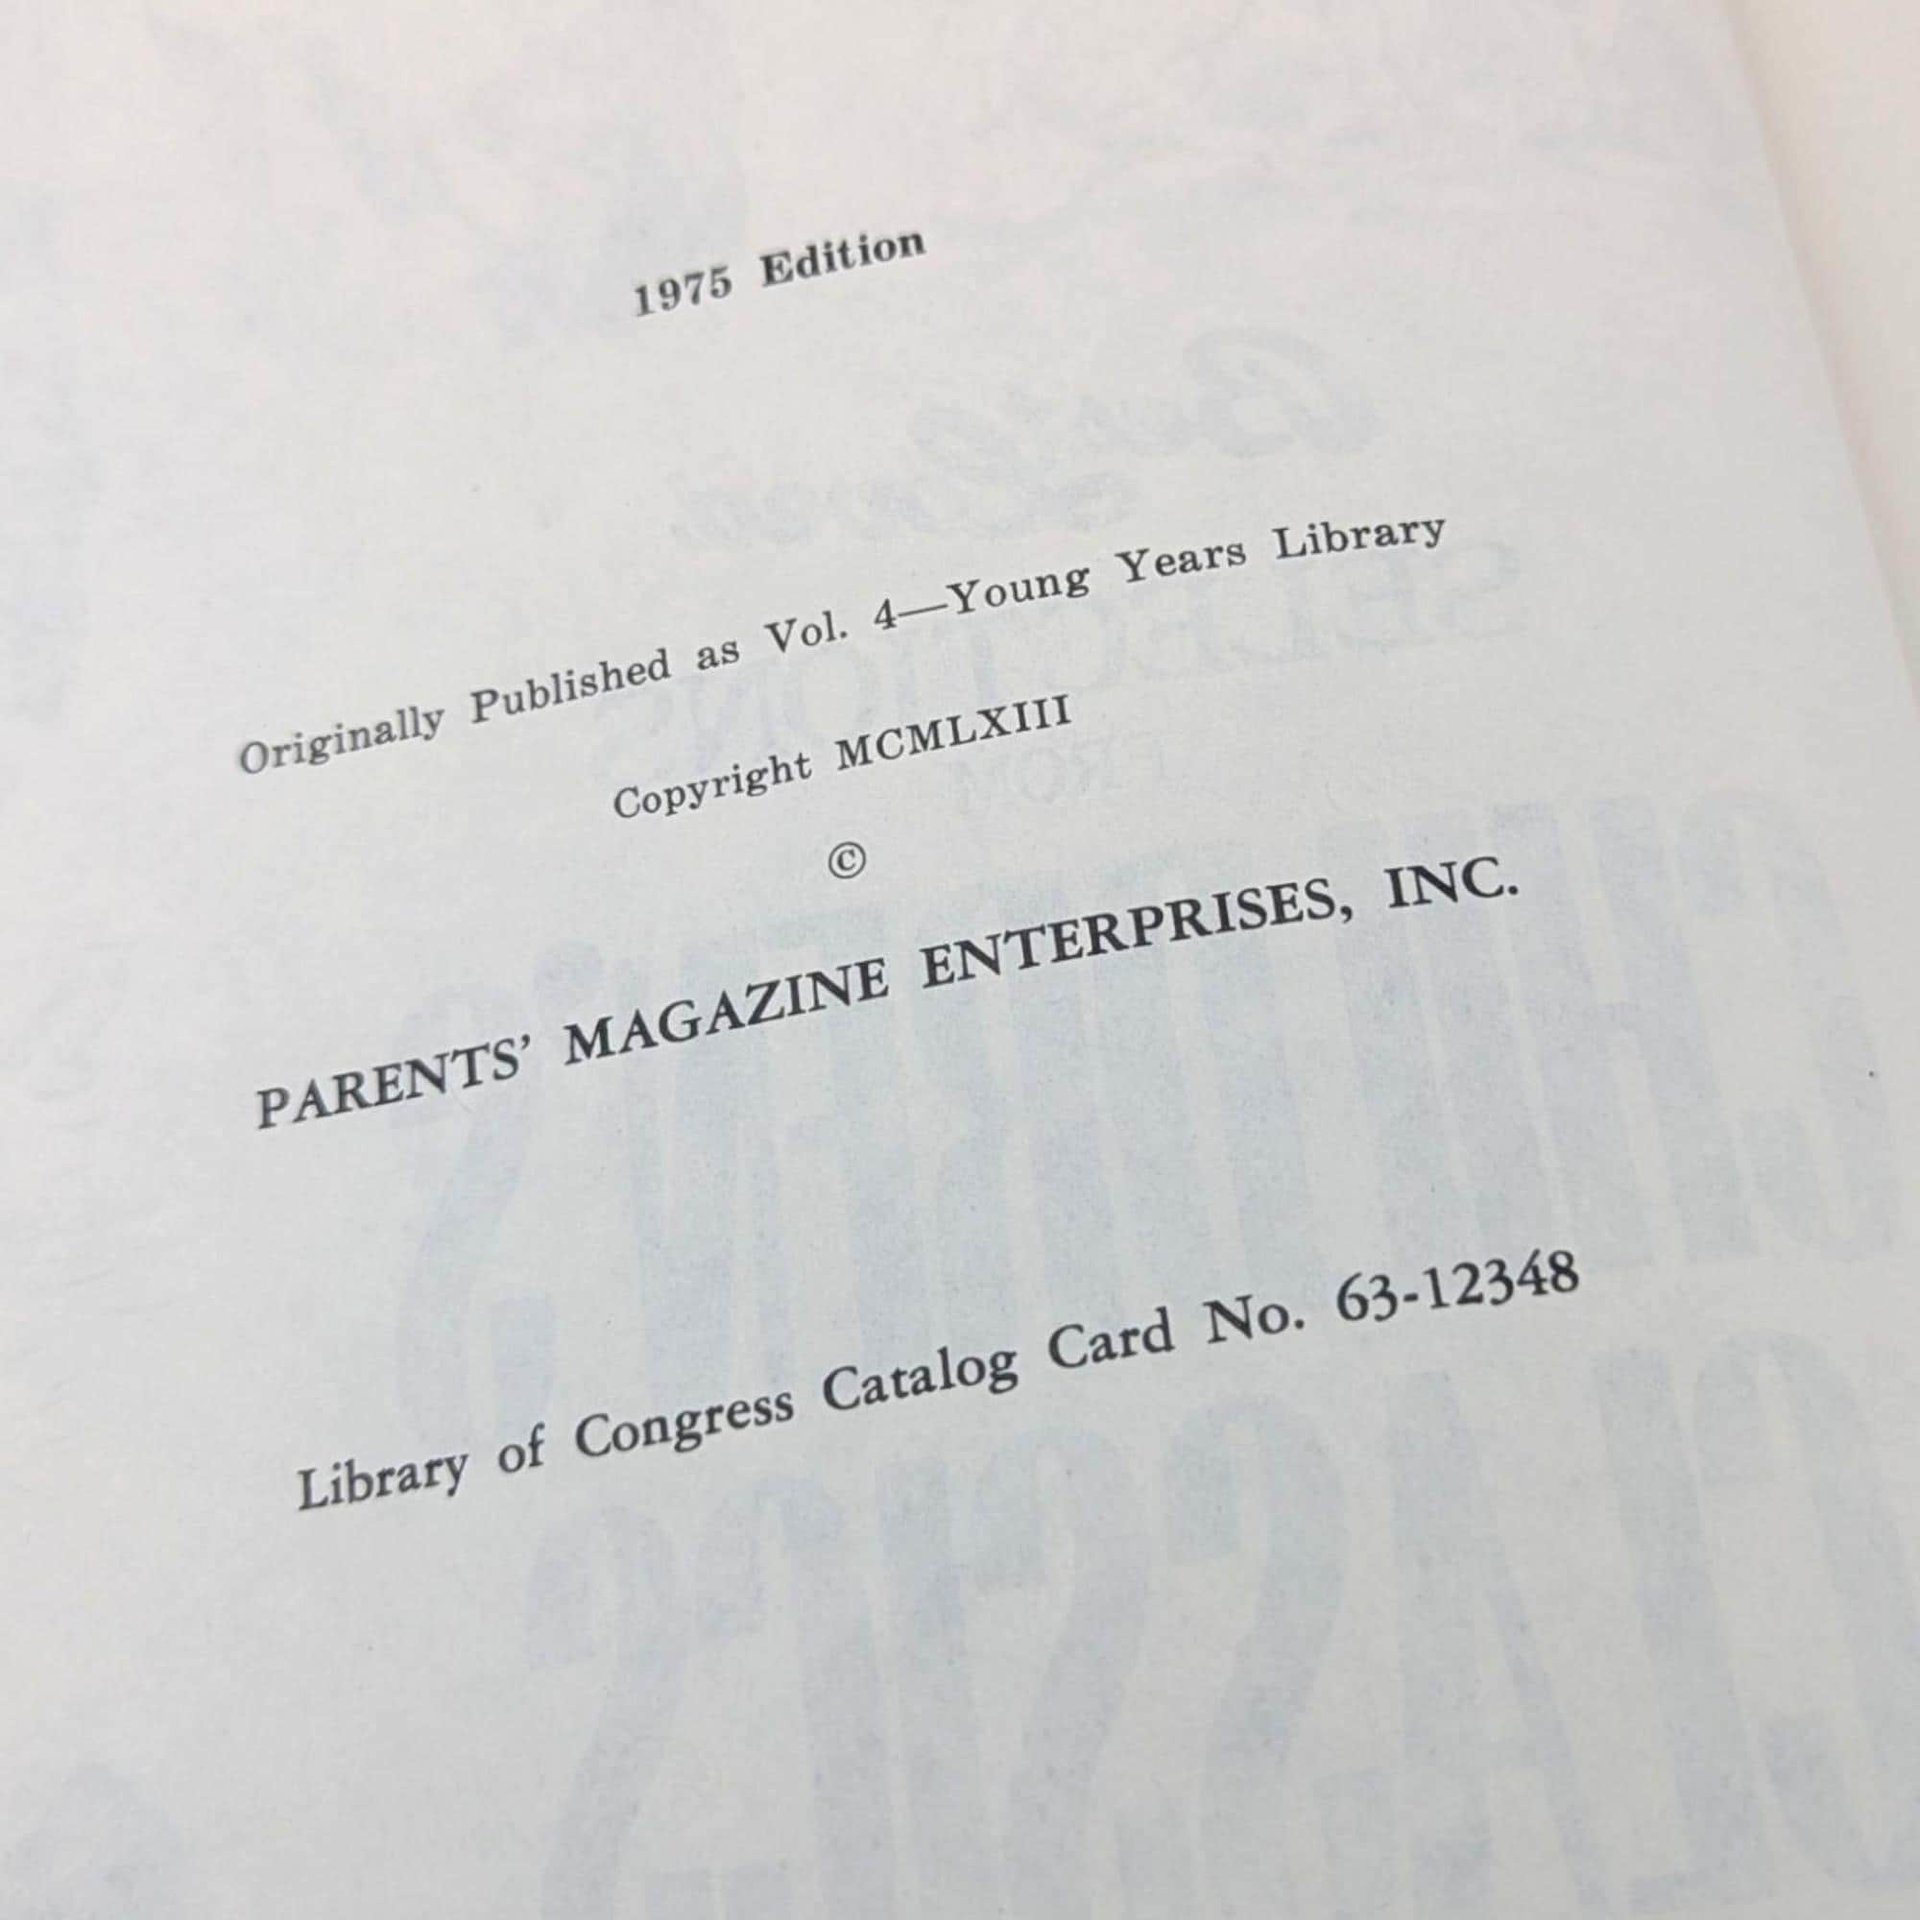 1975 Edition
Originally Published as Vol. 4—Young Years Library
Copyright MCMLXIII
©
PARENTS' MAGAZINE ENTERPRISES, INC.
Library of Congress Catalog Card No. 63-12348